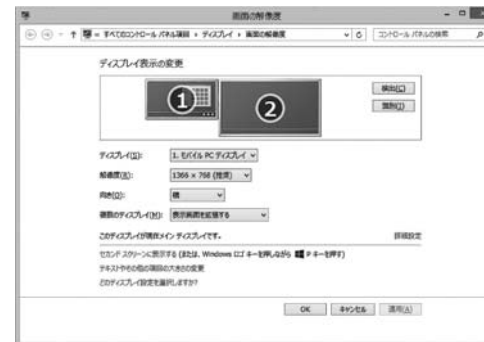 画面の解像度
すべてのコントロール パネル項目 ▸ ディスプレイ ▸ 画面の解像度
コントロール パネルの検索
ディスプレイ表示の変更
1
2
検出(C)
識別(I)
ディスプレイ(S): 1. モバイル PC ディスプレイ
解像度(R): 1366 × 768 (推奨)
向き(O): 横
複数のディスプレイ(M): 表示画面を拡張する
このディスプレイが現在メイン ディスプレイです。 詳細設定
セカンド スクリーンに表示する (または、Windows ロゴ キーを押しながら P キーを押す)
テキストやその他の項目の大きさの変更
どのディスプレイ設定を選択しますか?
OK キャンセル 適用(A)